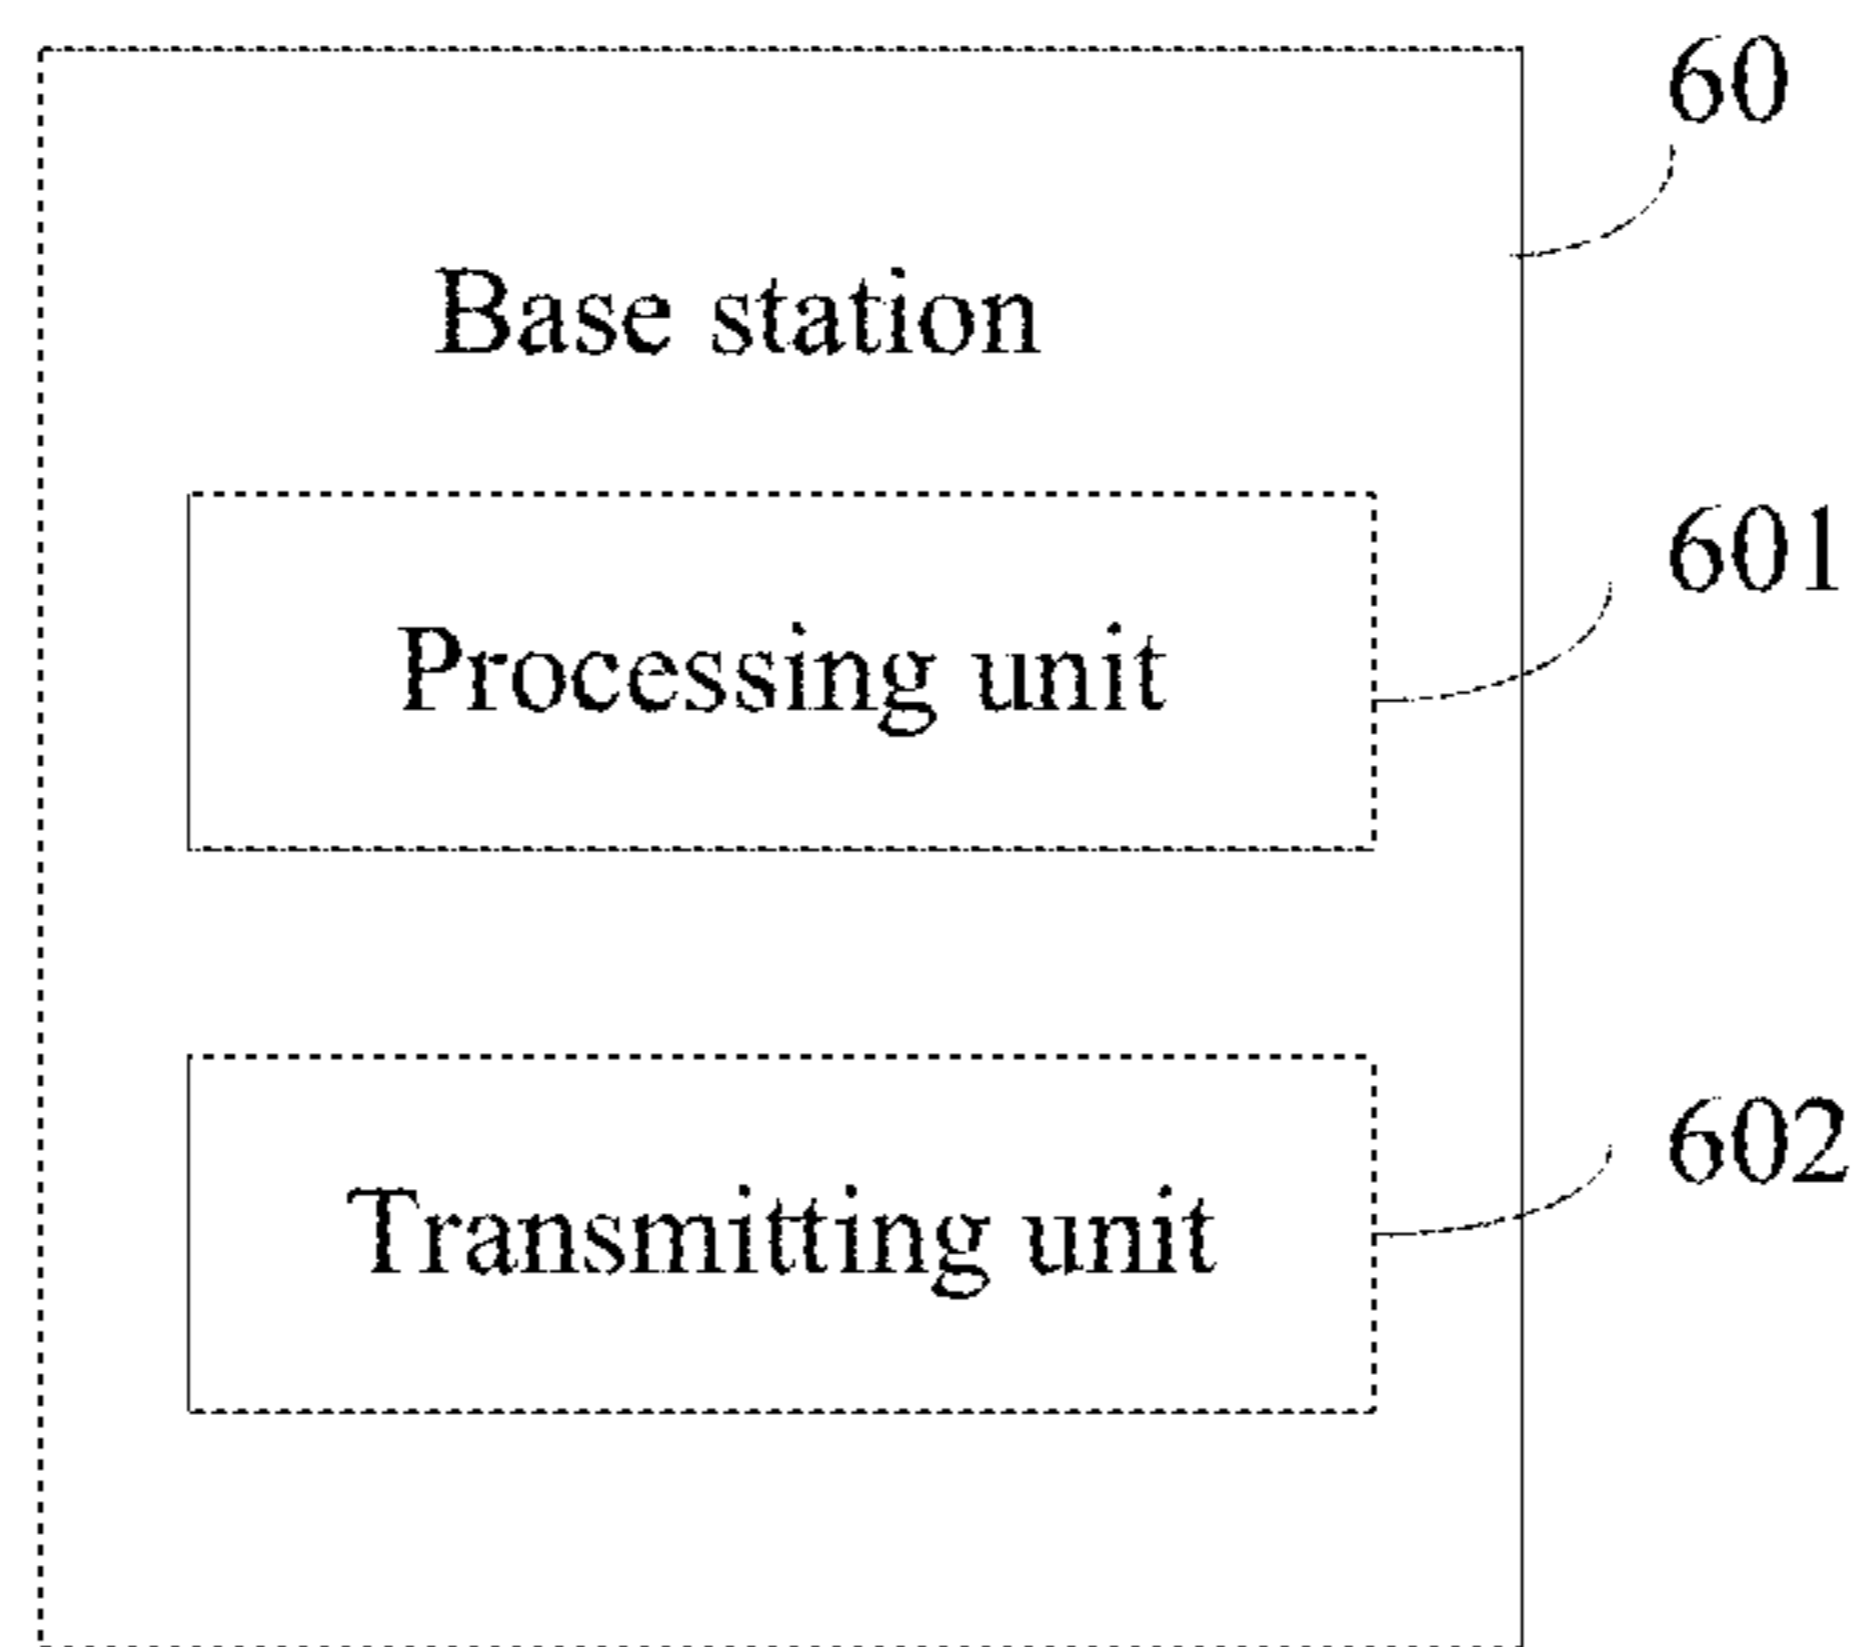 60
Base station
601
Processing unit
602
Transmitting unit